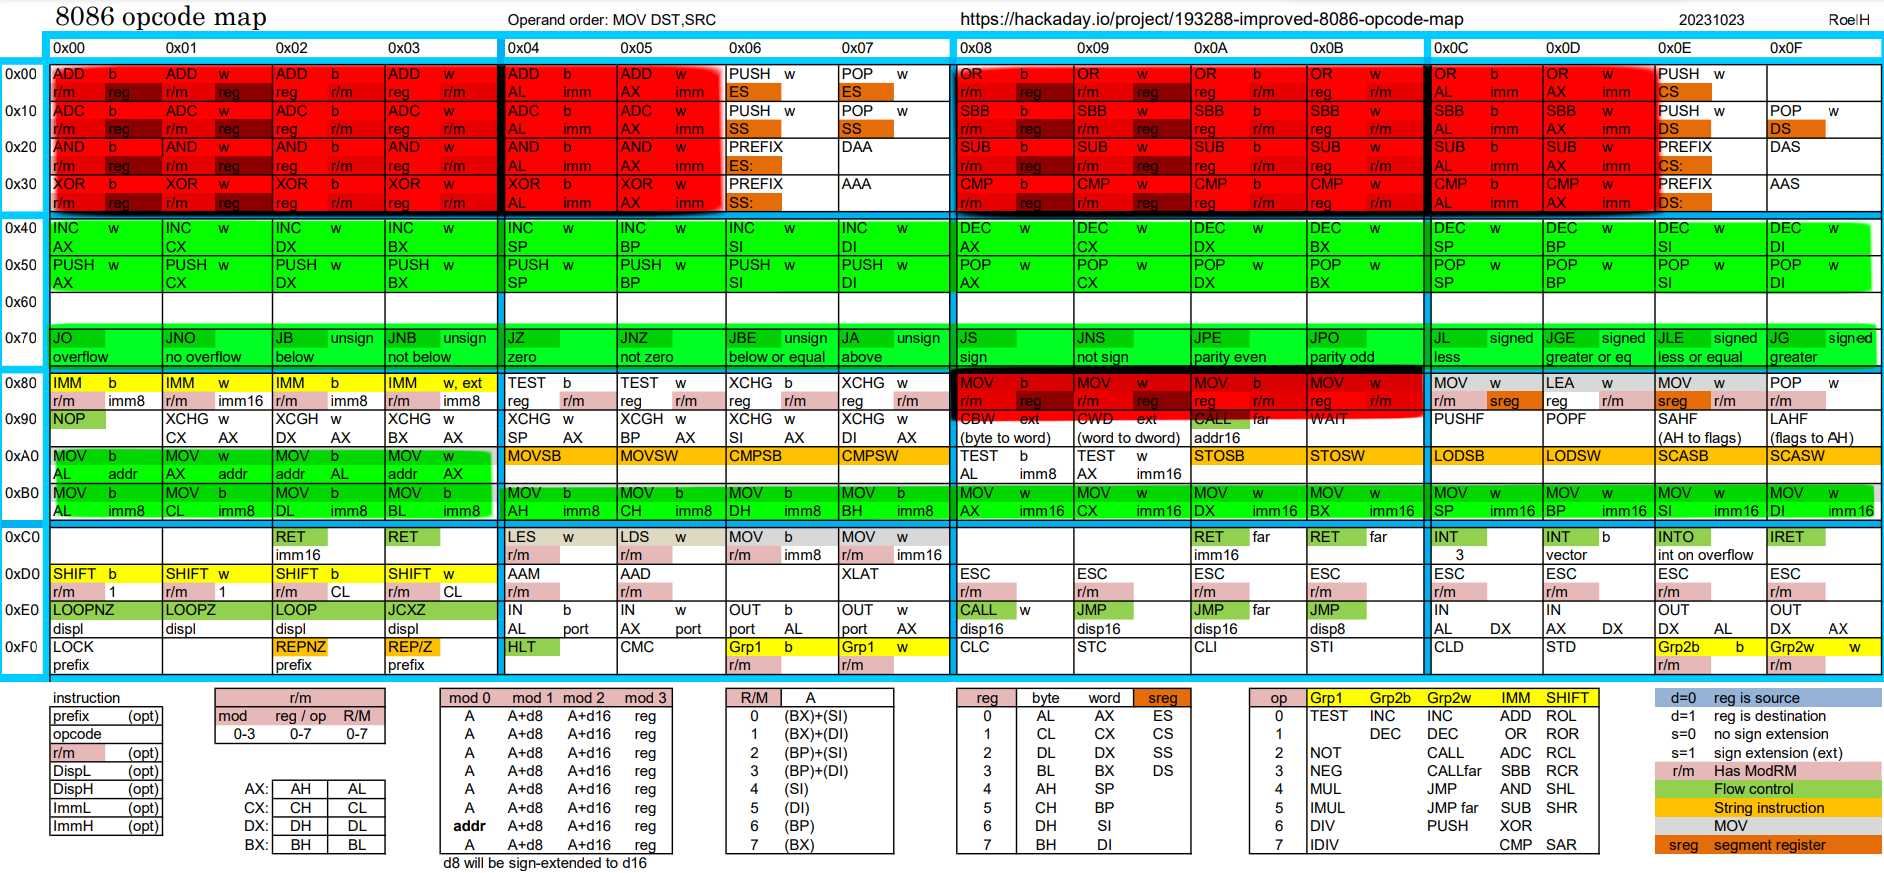 8086 opcode map Operand order: MOV DST,SRC https://hackaday.io/project/193288-improved-8086-opcode-map 20231023 RoelH
0x00 0x01 0x02 0x03 0x04 0x05 0x06 0x07 0x08 0x09 0x0A 0x0B 0x0C 0x0D 0x0E 0x0F
0x00 ADD b ADD w ADD b ADD w ADD b ADD w PUSH w POP w OR b OR w OR b OR w OR b OR w PUSH w
r/m reg r/m reg reg r/m reg r/m AL imm AX imm ES ES r/m reg r/m reg reg r/m reg r/m AL imm AX imm CS
0x10 ADC b ADC w ADC b ADC w ADC b ADC w PUSH w POP w SBB b SBB w SBB b SBB w SBB b SBB w PUSH w POP w
r/m reg r/m reg reg r/m reg r/m AL imm AX imm SS SS r/m reg r/m reg reg r/m reg r/m AL imm AX imm DS DS
0x20 AND b AND w AND b AND w AND b AND w PREFIX DAA SUB b SUB w SUB b SUB w SUB b SUB w PREFIX DAS
r/m reg r/m reg reg r/m reg r/m AL imm AX imm ES: r/m reg r/m reg reg r/m reg r/m AL imm AX imm CS:
0x30 XOR b XOR w XOR b XOR w XOR b XOR w PREFIX AAA CMP b CMP w CMP b CMP w CMP b CMP w PREFIX AAS
r/m reg r/m reg reg r/m reg r/m AL imm AX imm SS: r/m reg r/m reg reg r/m reg r/m AL imm AX imm DS:
0x40 INC w INC w INC w INC w INC w INC w INC w INC w DEC w DEC w DEC w DEC w DEC w DEC w DEC w DEC w
AX CX DX BX SP BP SI DI AX CX DX BX SP BP SI DI
0x50 PUSH w PUSH w PUSH w PUSH w PUSH w PUSH w PUSH w PUSH w POP w POP w POP w POP w POP w POP w POP w POP w
AX CX DX BX SP BP SI DI AX CX DX BX SP BP SI DI
0x60
0x70 JO JNO JB unsign JNB unsign JZ JNZ JBE unsign JA unsign JS JNS JPE JPO JL signed JGE signed JLE signed JG signed
overflow no overflow below not below zero not zero below or equal above sign not sign parity even parity odd less greater or eq less or equal greater
0x80 IMM b IMM w IMM b IMM w, ext TEST b TEST w XCHG b XCHG w MOV b MOV w MOV b MOV w MOV w LEA w MOV w POP w
r/m imm8 r/m imm16 r/m imm8 r/m imm8 reg r/m reg r/m reg r/m reg r/m r/m reg r/m reg reg r/m reg r/m r/m sreg reg r/m sreg r/m r/m
0x90 NOP XCHG w XCGH w XCHG w XCHG w XCGH w XCHG w XCHG w CBW ext CWD ext CALL far WAIT PUSHF POPF SAHF LAHF
CX AX DX AX BX AX SP AX BP AX SI AX DI AX (byte to word) (word to dword) addr16 (AH to flags) (flags to AH)
0xA0 MOV b MOV w MOV b MOV w MOVSB MOVSW CMPSB CMPSW TEST b TEST w STOSB STOSW LODSB LODSW SCASB SCASW
AL addr AX addr addr AL addr AX AL imm8 AX imm16
0xB0 MOV b MOV b MOV b MOV b MOV b MOV b MOV b MOV b MOV w MOV w MOV w MOV w MOV w MOV w MOV w MOV w
AL imm8 CL imm8 DL imm8 BL imm8 AH imm8 CH imm8 DH imm8 BH imm8 AX imm16 CX imm16 DX imm16 BX imm16 SP imm16 BP imm16 SI imm16 DI imm16
0xC0 RET RET LES w LDS w MOV b MOV w RET far RET far INT INT b INTO IRET
imm16 r/m r/m r/m imm8 r/m imm16 imm16 3 vector int on overflow
0xD0 SHIFT b SHIFT w SHIFT b SHIFT w AAM AAD XLAT ESC ESC ESC ESC ESC ESC ESC ESC
r/m 1 r/m 1 r/m CL r/m CL r/m r/m r/m r/m r/m r/m r/m r/m
0xE0 LOOPNZ LOOPZ LOOP JCXZ IN b IN w OUT b OUT w CALL w JMP JMP far JMP IN IN OUT OUT
displ displ displ displ AL port AX port port AL port AX disp16 disp16 disp16 disp8 AL DX AX DX DX AL DX AX
0xF0 LOCK REPNZ REP/Z HLT CMC Grp1 b Grp1 w CLC STC CLI STI CLD STD Grp2b b Grp2w w
prefix prefix prefix r/m r/m r/m r/m
instruction
prefix (opt)
opcode
r/m (opt)
DispL (opt)
DispH (opt)
ImmL (opt)
ImmH (opt)
r/m
mod reg / op R/M
0-3 0-7 0-7
AX: AH AL
CX: CH CL
DX: DH DL
BX: BH BL
mod 0 mod 1 mod 2 mod 3
A A+d8 A+d16 reg
A A+d8 A+d16 reg
A A+d8 A+d16 reg
A A+d8 A+d16 reg
A A+d8 A+d16 reg
A A+d8 A+d16 reg
addr A+d8 A+d16 reg
A A+d8 A+d16 reg
d8 will be sign-extended to d16
R/M A
0 (BX)+(SI)
1 (BX)+(DI)
2 (BP)+(SI)
3 (BP)+(DI)
4 (SI)
5 (DI)
6 (BP)
7 (BX)
reg byte word sreg
0 AL AX ES
1 CL CX CS
2 DL DX SS
3 BL BX DS
4 AH SP
5 CH BP
6 DH SI
7 BH DI
op Grp1 Grp2b Grp2w IMM SHIFT
0 TEST INC INC ADD ROL
1 DEC DEC OR ROR
2 NOT CALL ADC RCL
3 NEG CALLfar SBB RCR
4 MUL JMP AND SHL
5 IMUL JMP far SUB SHR
6 DIV PUSH XOR
7 IDIV CMP SAR
d=0 reg is source
d=1 reg is destination
s=0 no sign extension
s=1 sign extension (ext)
r/m Has ModRM
Flow control
String instruction
MOV
sreg segment register